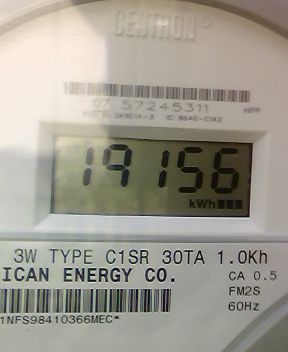 CENTRON®
07 57245311 HPP
19156
kWh
3W TYPE C1SR 30TA 1.0Kh
ICAN ENERGY CO. CA 0.5
FM2S
60Hz
1NFS98410366MEC*